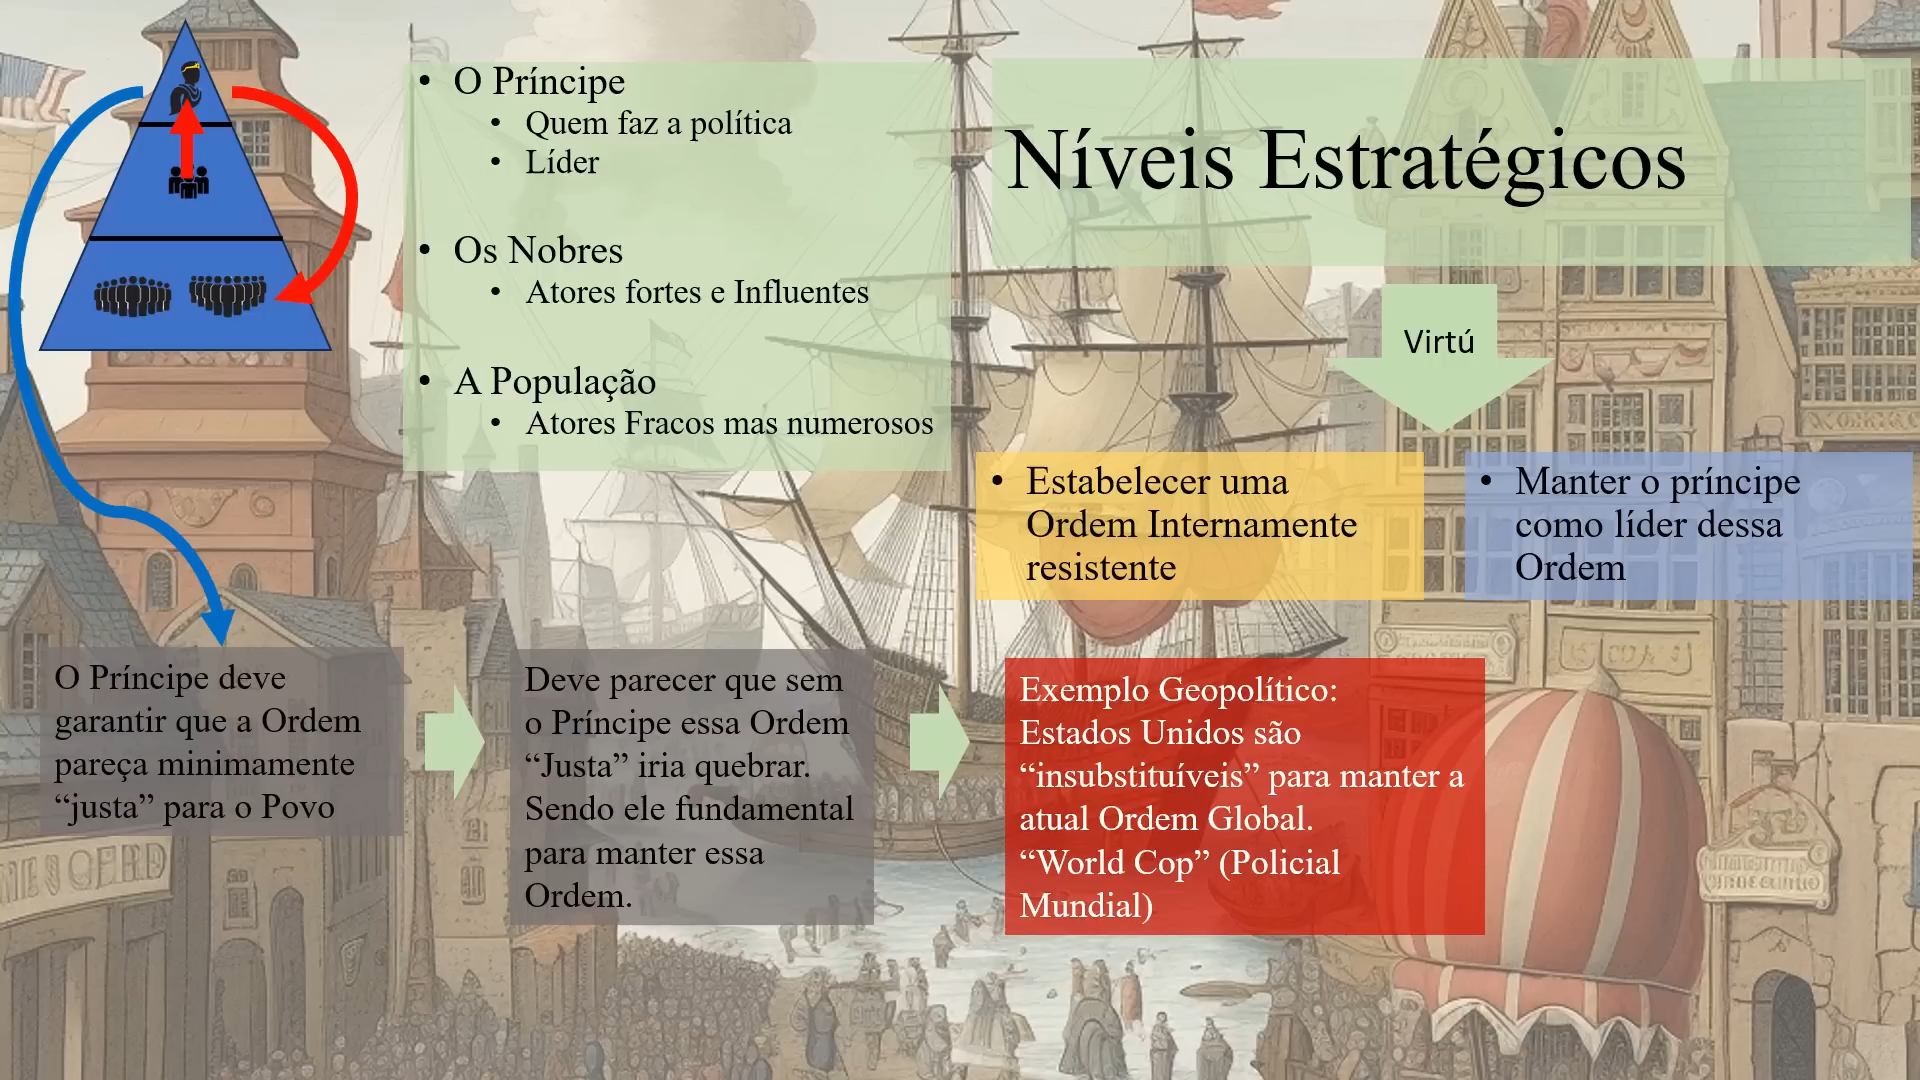 • O Príncipe
• Quem faz a política
• Líder
• Os Nobres
• Atores fortes e Influentes
• A População
• Atores Fracos mas numerosos
Níveis Estratégicos
Virtú
• Estabelecer uma
Ordem Internamente
resistente
• Manter o príncipe
como líder dessa
Ordem
O Príncipe deve
garantir que a Ordem
pareça minimamente
“justa” para o Povo
Deve parecer que sem
o Príncipe essa Ordem
“Justa” iria quebrar.
Sendo ele fundamental
para manter essa
Ordem.
Exemplo Geopolítico:
Estados Unidos são
“insubstituíveis” para manter a
atual Ordem Global.
“World Cop” (Policial
Mundial)